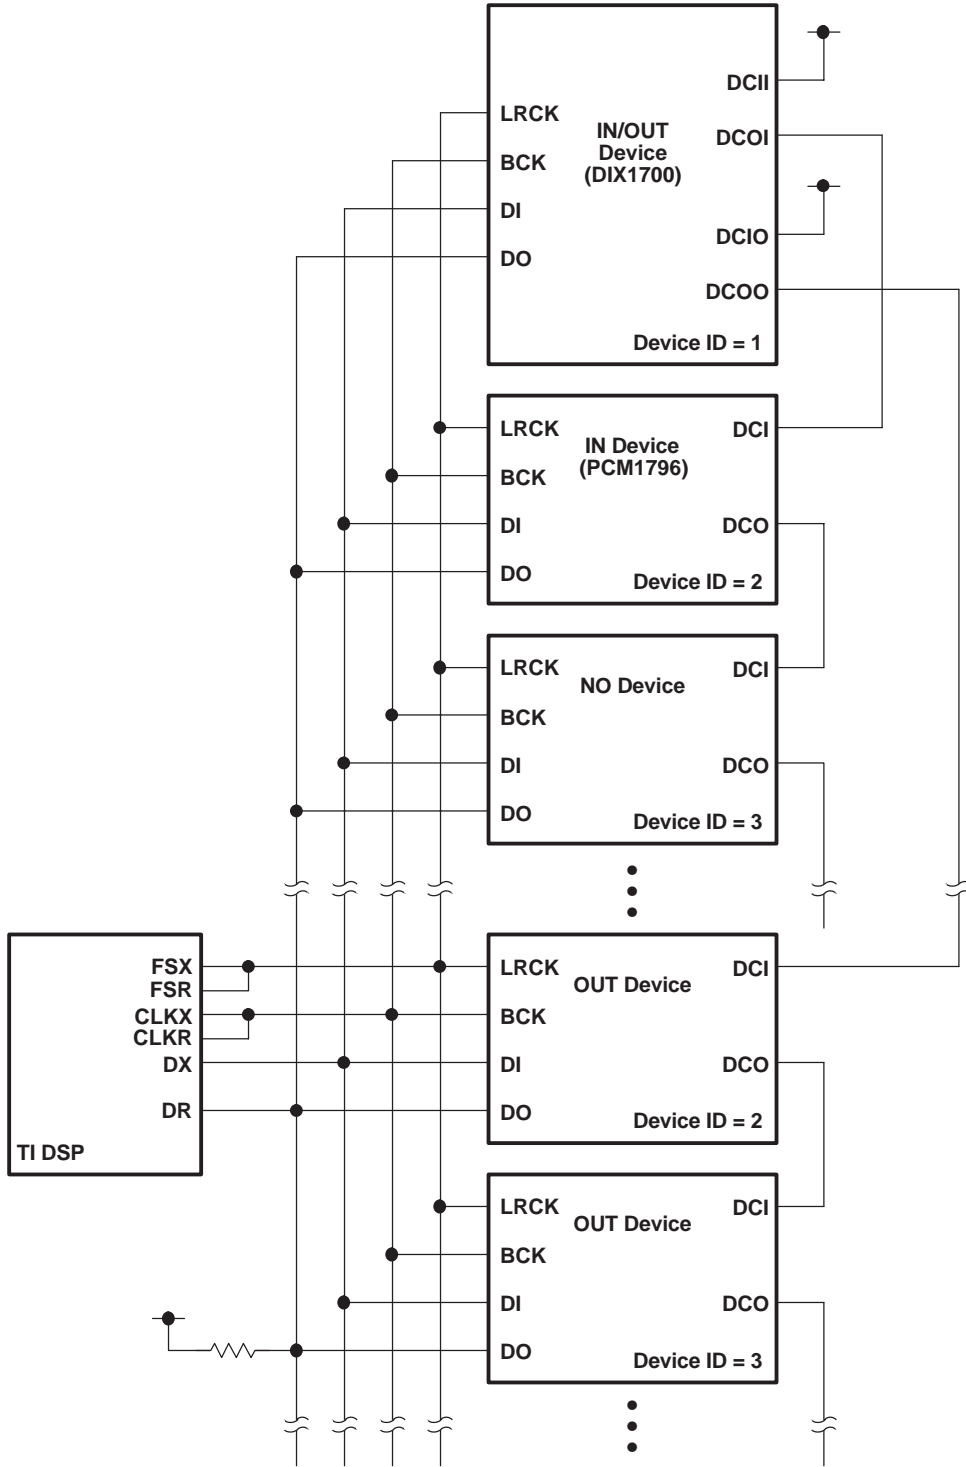 DCII
LRCK
IN/OUT
Device
(DIX1700)
DCOI
BCK
DI
DCIO
DO
DCOO
Device ID = 1
LRCK
DCI
IN Device
(PCM1796)
BCK
DI
DCO
DO
Device ID = 2
LRCK
DCI
NO Device
BCK
DI
DCO
DO
Device ID = 3
FSX
FSR
CLKX
CLKR
DX
DR
TI DSP
LRCK
DCI
OUT Device
BCK
DI
DCO
DO
Device ID = 2
LRCK
DCI
OUT Device
BCK
DI
DCO
DO
Device ID = 3